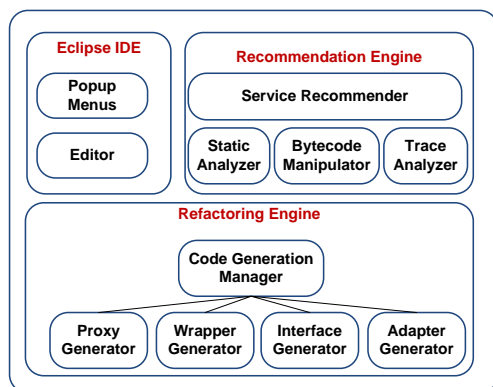 Eclipse IDE
Popup
Menus
Editor
Recommendation Engine
Service Recommender
Static
Analyzer
Bytecode
Manipulator
Trace
Analyzer
Refactoring Engine
Code Generation
Manager
Proxy
Generator
Wrapper
Generator
Interface
Generator
Adapter
Generator